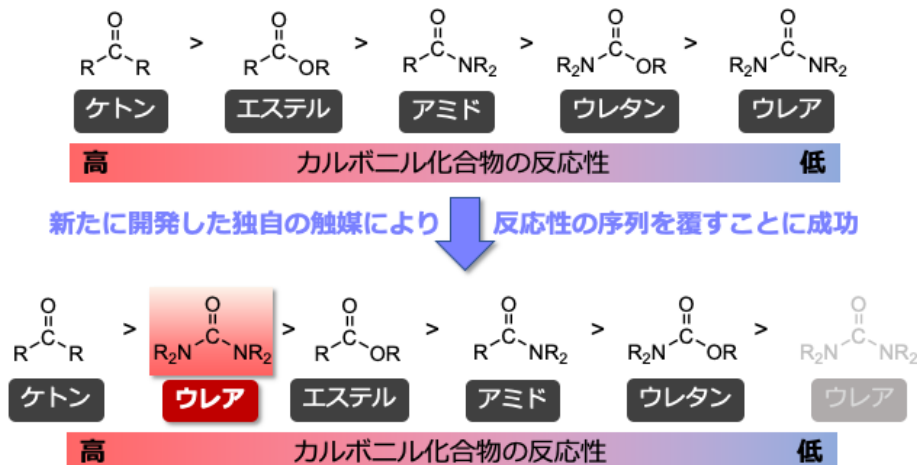 O O O O O
R C R > R C OR > R C NR₂ > R₂N C OR > R₂N C NR₂
ケトン エステル アミド ウレタン ウレア
高 カルボニル化合物の反応性 低
新たに開発した独自の触媒により 反応性の序列を覆すことに成功
O O O O O O
R C R > R₂N C NR₂ > R C OR > R C NR₂ > R₂N C OR > R₂N C NR₂
ケトン ウレア エステル アミド ウレタン ウレア
高 カルボニル化合物の反応性 低